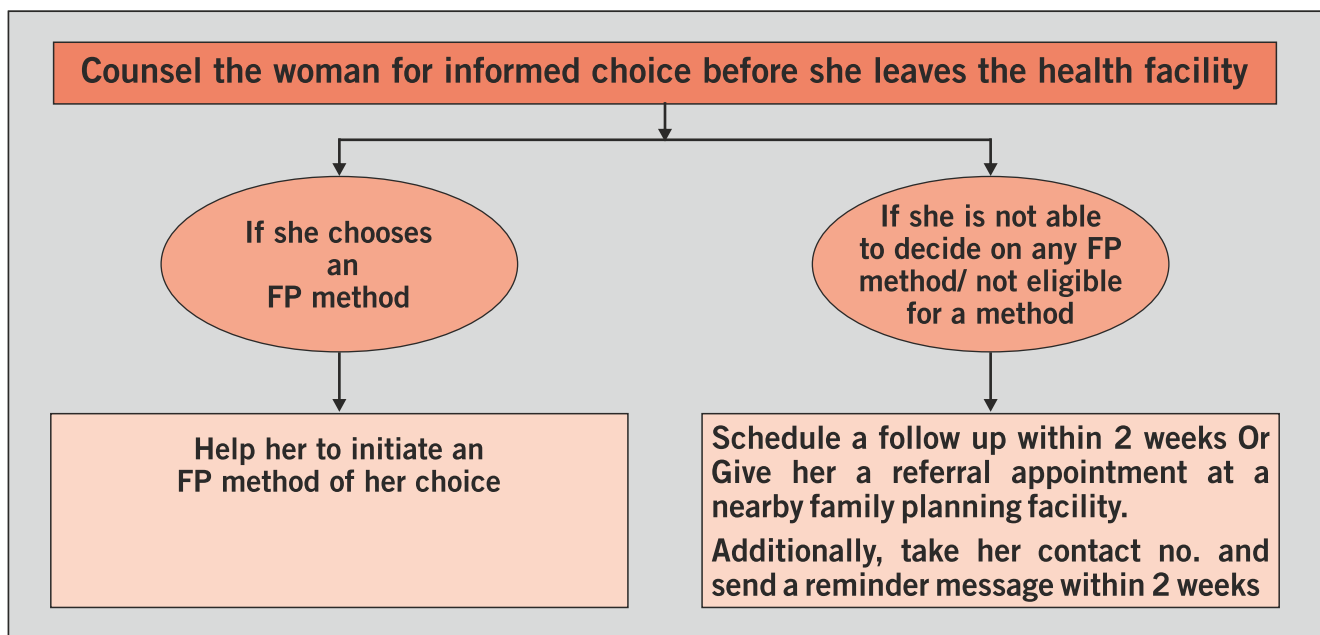 Counsel the woman for informed choice before she leaves the health facility
If she chooses
an
FP method
If she is not able
to decide on any FP
method/ not eligible
for a method
Help her to initiate an
FP method of her choice
Schedule a follow up within 2 weeks Or
Give her a referral appointment at a
nearby family planning facility.
Additionally, take her contact no. and
send a reminder message within 2 weeks